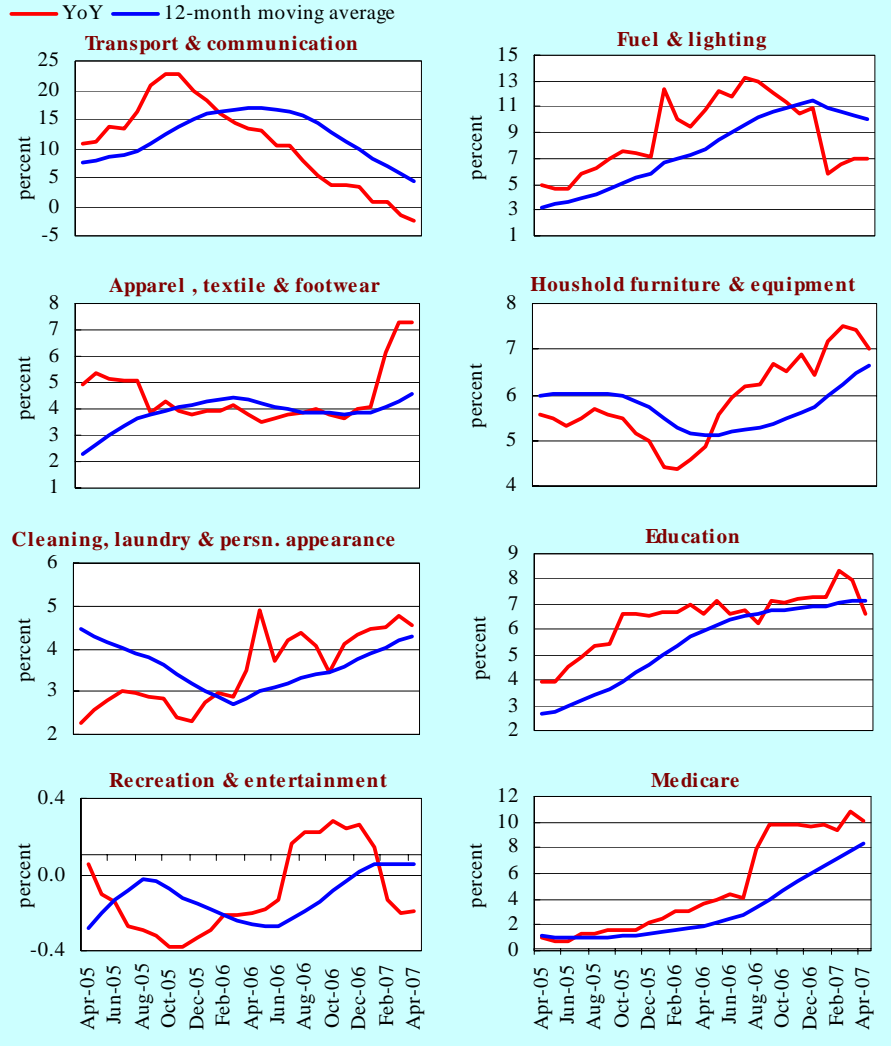 YoY 12-month moving average
Transport & communication
25
20
15
10
5
0
-5
percent
Fuel & lighting
15
13
11
9
7
5
3
1
percent
Apparel , textile & footwear
8
7
6
5
4
3
2
1
percent
Houshold furniture & equipment
8
7
6
5
4
percent
Cleaning, laundry & persn. appearance
6
5
4
3
2
percent
Education
9
8
7
6
5
4
3
2
percent
Recreation & entertainment
0.4
0.0
-0.4
percent
Apr-05
Jun-05
Aug-05
Oct-05
Dec-05
Feb-06
Apr-06
Jun-06
Aug-06
Oct-06
Dec-06
Feb-07
Apr-07
Medicare
12
10
8
6
4
2
0
percent
Apr-05
Jun-05
Aug-05
Oct-05
Dec-05
Feb-06
Apr-06
Jun-06
Aug-06
Oct-06
Dec-06
Feb-07
Apr-07